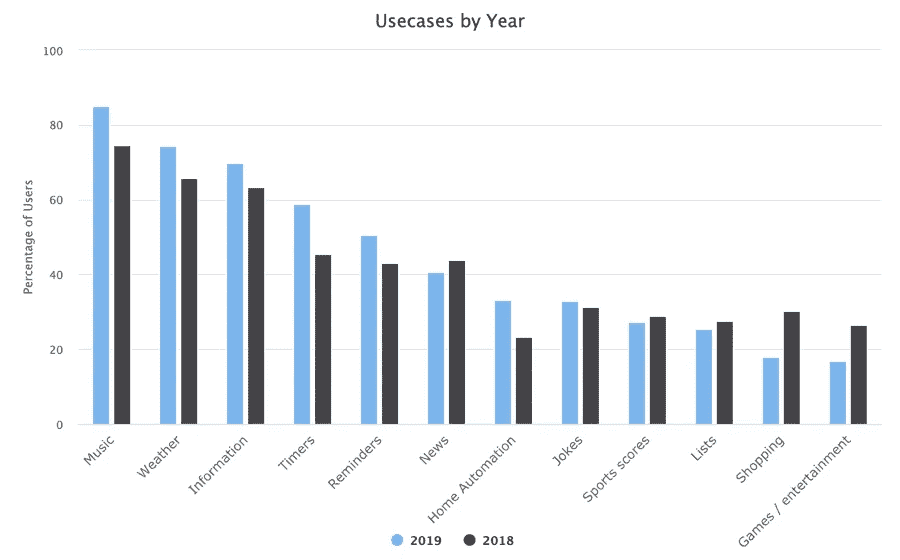 Usecases by Year
Percentage of Users
100
80
60
40
20
0
Music
Weather
Information
Timers
Reminders
News
Home Automation
Jokes
Sports scores
Lists
Shopping
Games / entertainment
2019 2018